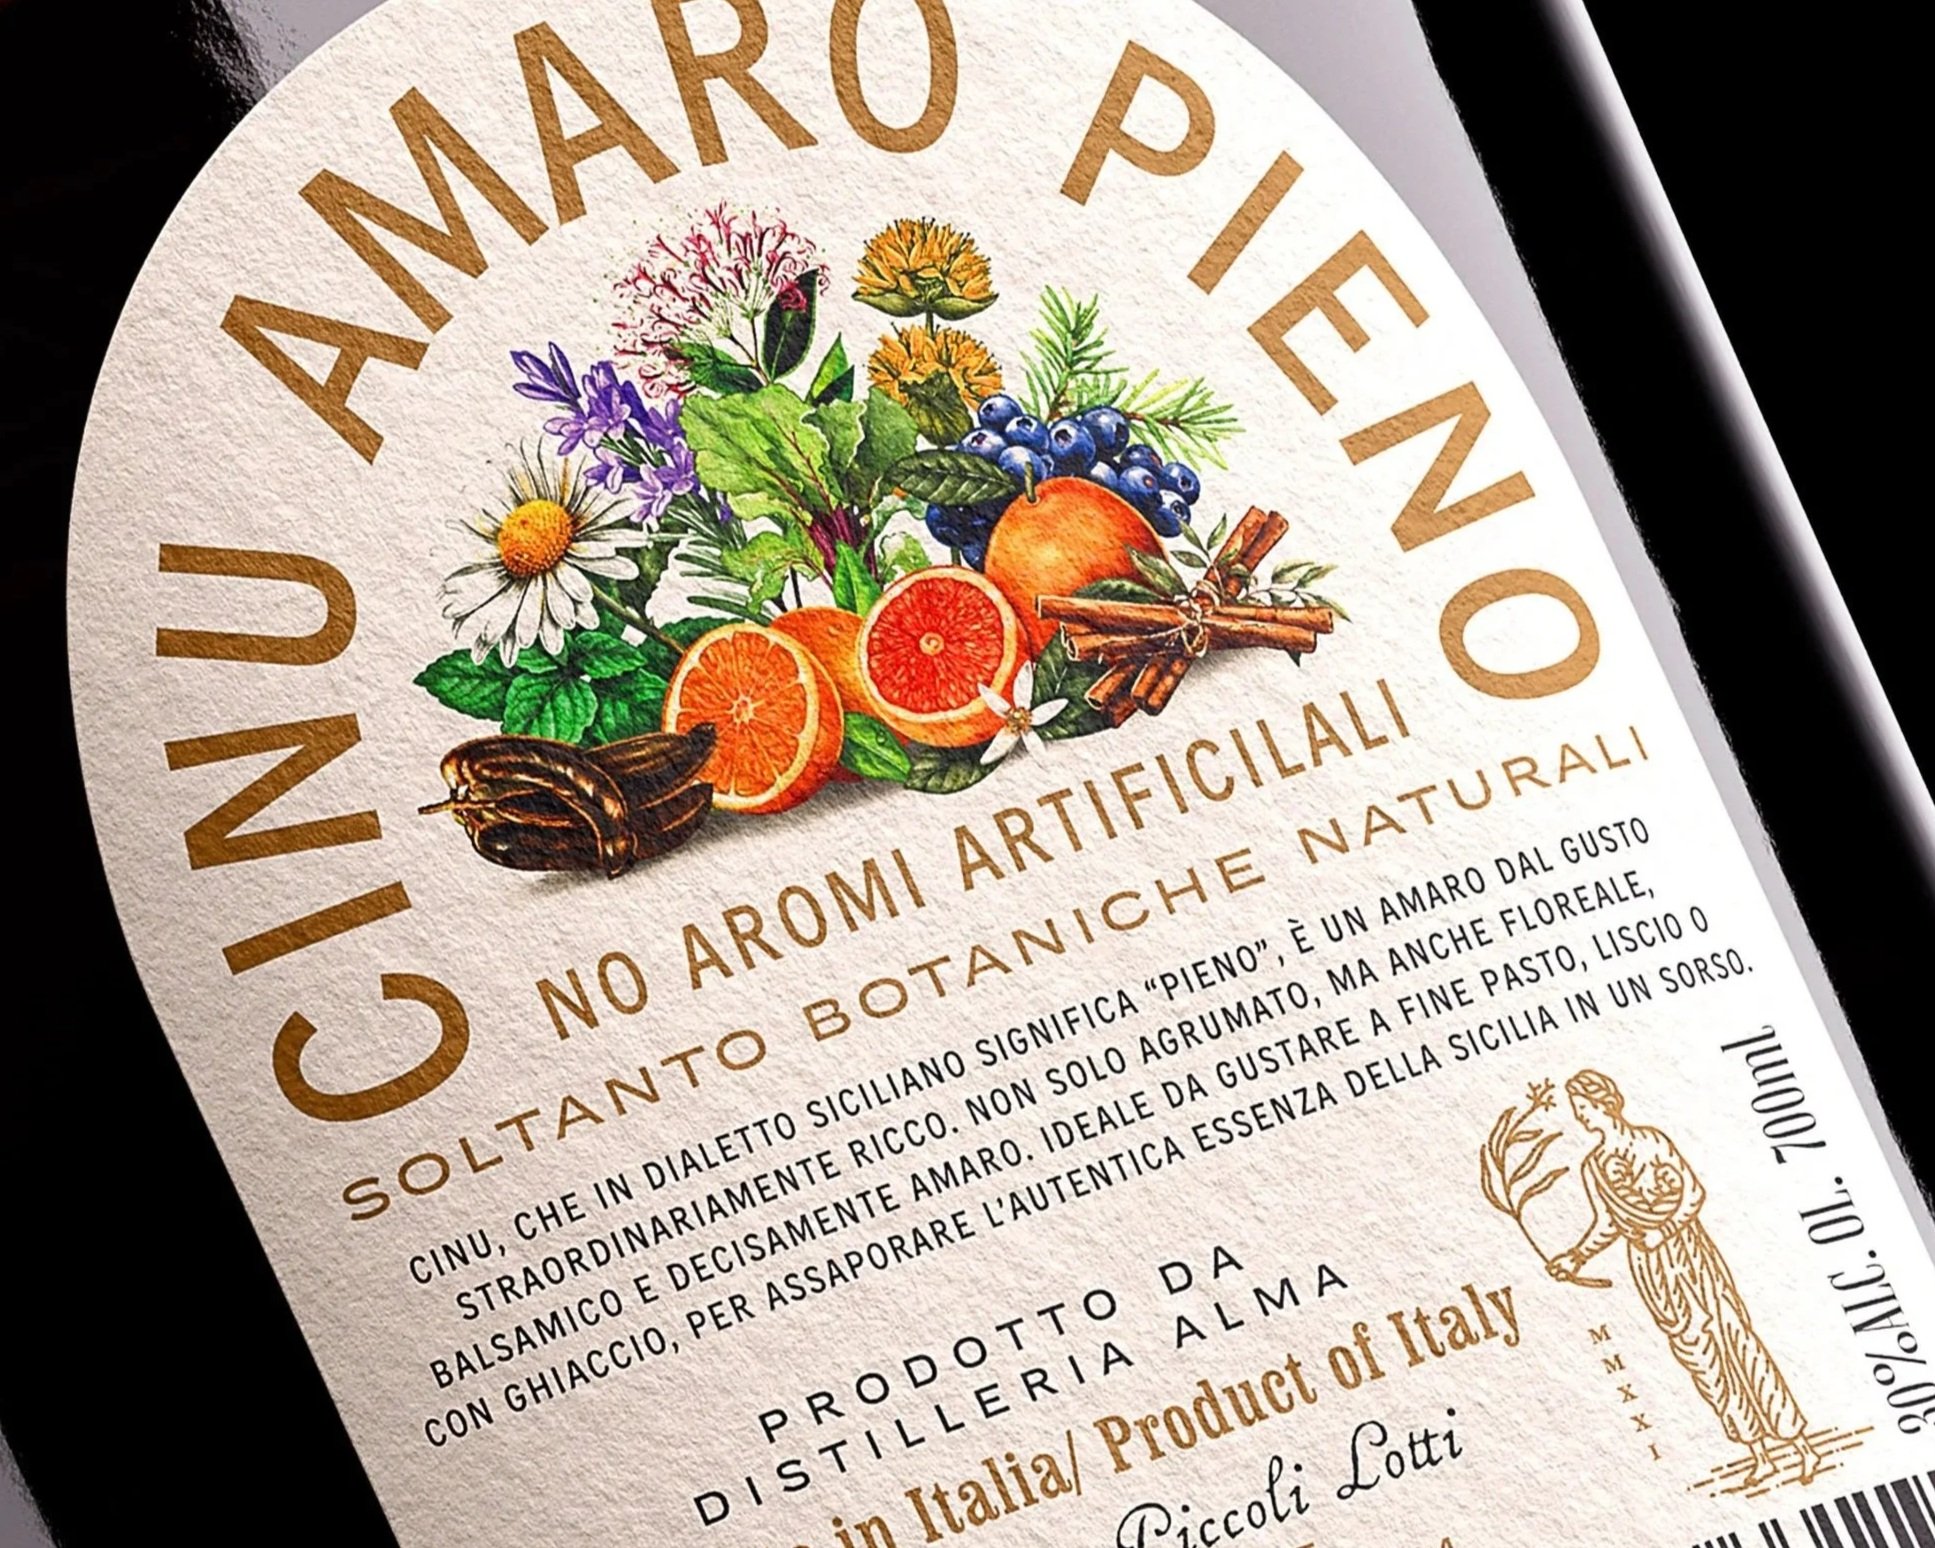 CINU AMARO PIENO
NO AROMI ARTIFICILALI
SOLTANTO BOTANICHE NATURALI
CINU, CHE IN DIALETTO SICILIANO SIGNIFICA “PIENO”, È UN AMARO DAL GUSTO
STRAORDINARIAMENTE RICCO. NON SOLO AGRUMATO, MA ANCHE FLOREALE,
BALSAMICO E DECISAMENTE AMARO. IDEALE DA GUSTARE A FINE PASTO, LISCIO O
CON GHIACCIO, PER ASSAPORARE L’AUTENTICA ESSENZA DELLA SICILIA IN UN SORSO.
PRODOTTO DA
DISTILLERIA ALMA
in Italia/ Product of Italy
Piccoli Lotti
MMXXI
30%ALC. OL. 700ml